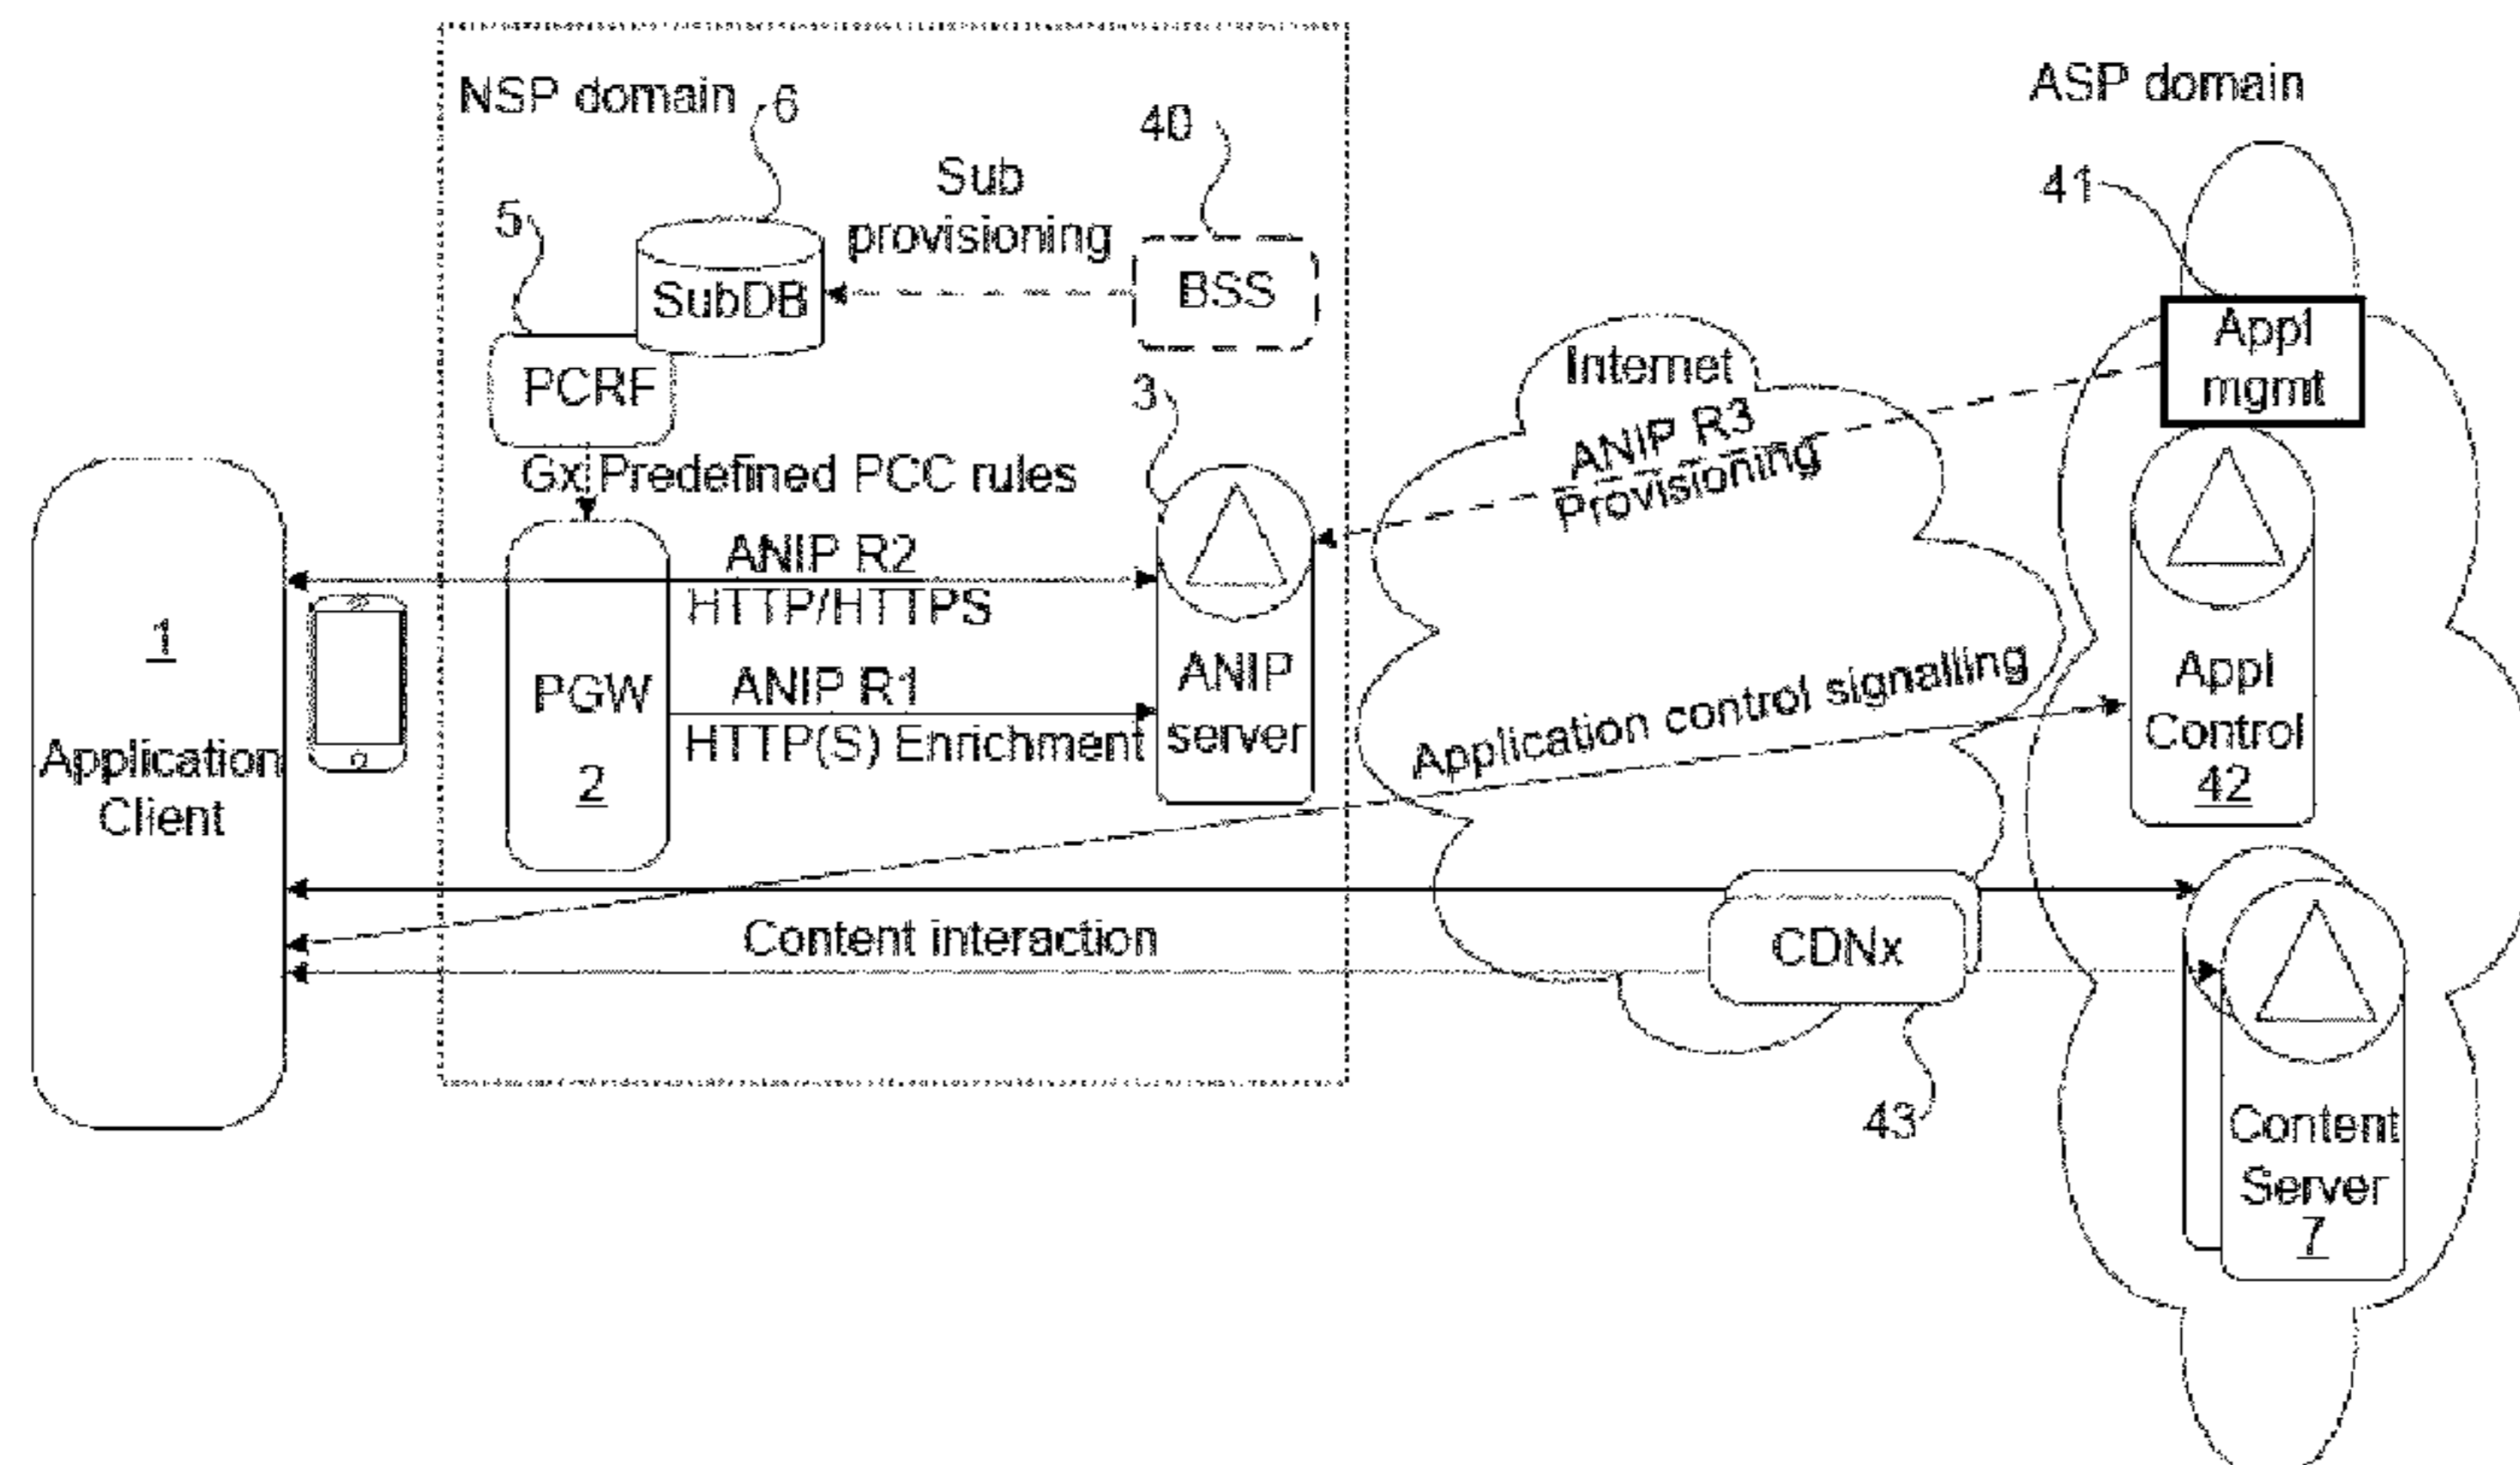 NSP domain
6
40
ASP domain
41
5
Sub
provisioning
SubDB
BSS
Appl
mgmt
PCRF
3
Internet
ANIP R3
Provisioning
Gx Predefined PCC rules
ANIP R2
HTTP/HTTPS
1
PGW
2
ANIP R1
HTTP(S) Enrichment
ANIP
server
Application control signalling
Appl
Control
42
Application
Client
Content interaction
CDNx
43
Content
Server
7